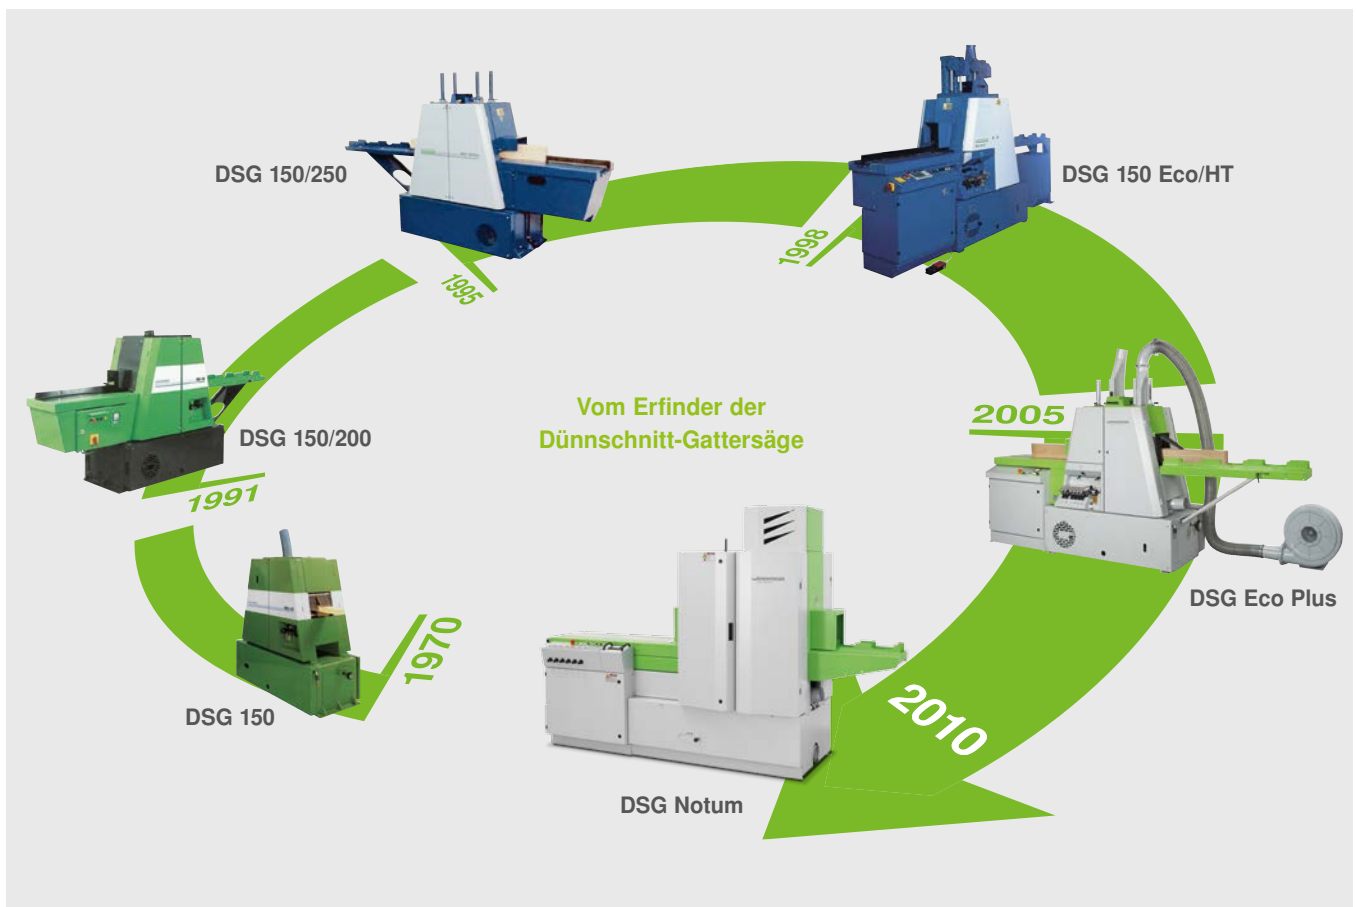 DSG 150/250
DSG 150 Eco/HT
1998
1995
DSG 150/200
1991
Vom Erfinder der
Dünnschnitt-Gattersäge
2005
DSG Eco Plus
1970
DSG 150
2010
DSG Notum